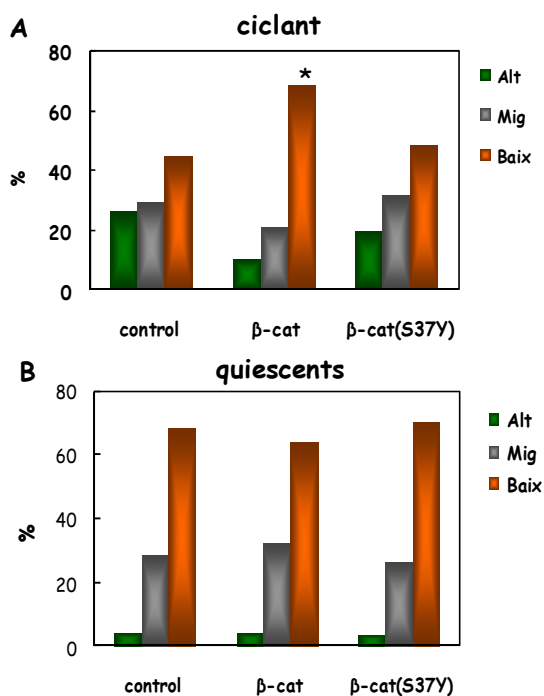 A
ciclant
80
60
40
20
0
%
*
Alt
Mig
Baix
control β-cat β-cat(S37Y)
B
quiescents
80
60
40
20
0
%
Alt
Mig
Baix
control β-cat β-cat(S37Y)